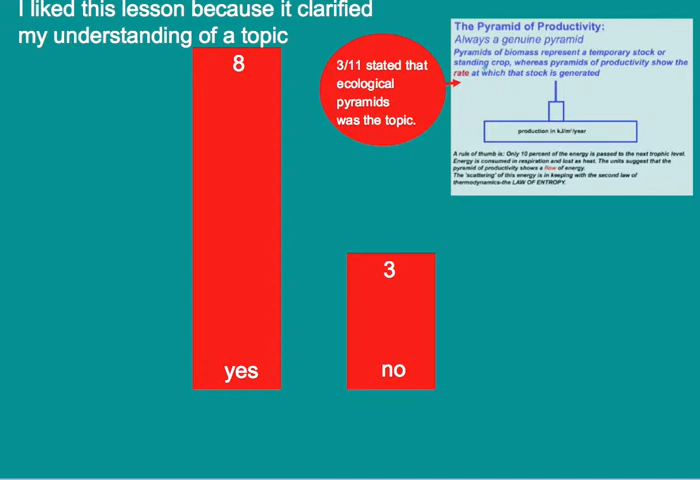 I liked this lesson because it clarified
my understanding of a topic
8
yes
3/11 stated that
ecological
pyramids
was the topic.
3
no
The Pyramid of Productivity:
Always a genuine pyramid
Pyramids of biomass represent a temporary stock or
standing crop, whereas pyramids of productivity show the
rate at which that stock is generated
production in kJ/m²/year
A rule of thumb is: Only 10 percent of the energy is passed to the next trophic level.
Energy is consumed in respiration and lost as heat. The units suggest that the
pyramid of productivity shows a flow of energy.
The 'scattering' of this energy is in keeping with the second law of
thermodynamics-the LAW OF ENTROPY.